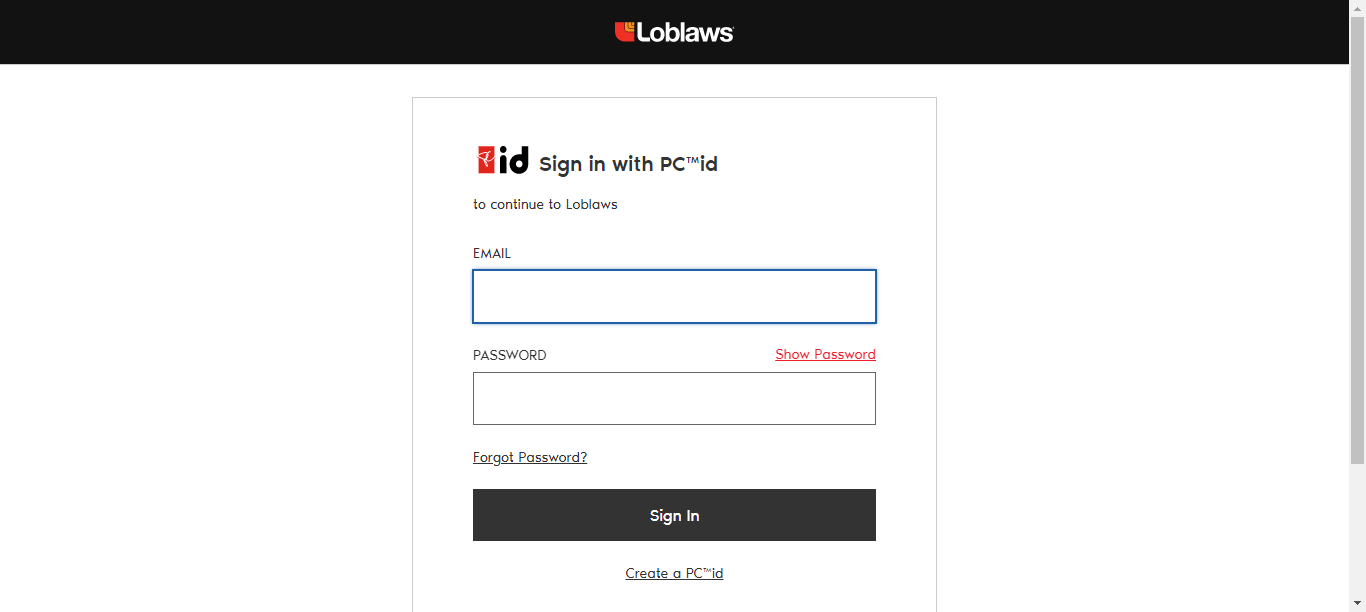 Loblaws
id Sign in with PC™id
to continue to Loblaws
EMAIL
PASSWORD Show Password
Forgot Password?
Sign In
Create a PC™id